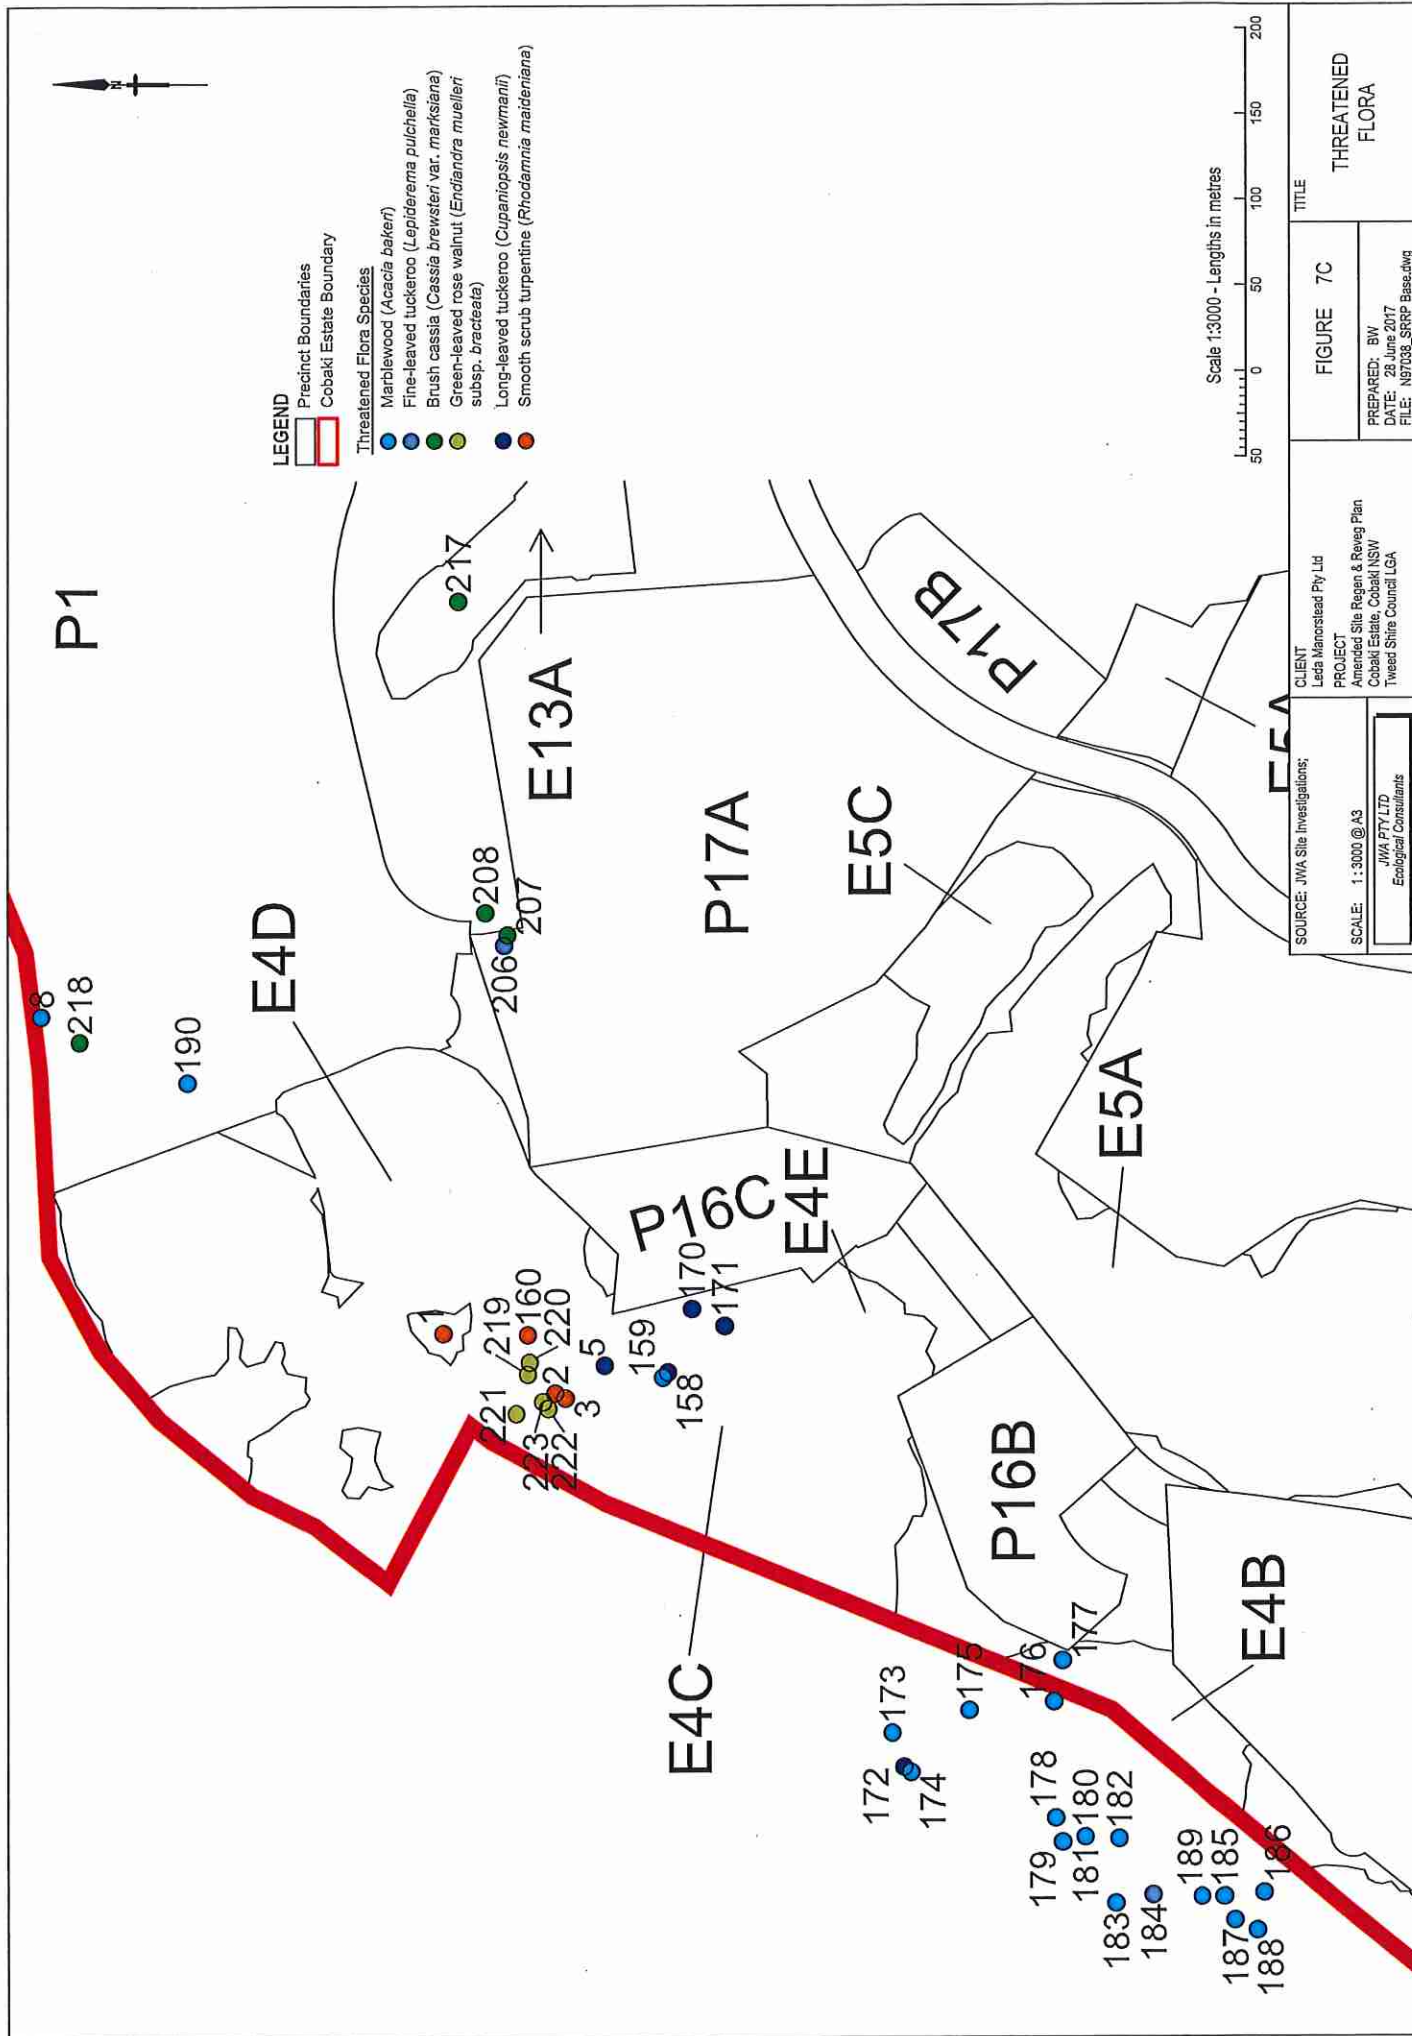 P1
N
LEGEND
Precinct Boundaries
Cobaki Estate Boundary
Threatened Flora Species
Marblewood (Acacia bakeri)
Fine-leaved tuckeroo (Lepiderema pulchella)
Brush cassia (Cassia brewsteri var. marksiana)
Green-leaved rose walnut (Endiandra muelleri
subsp. bracteata)
Long-leaved tuckeroo (Cupaniopsis newmanii)
Smooth scrub turpentine (Rhodamnia maideniana)
8
218
190
E4D
217
E13A
208
207
206
P17A
P17B
E5C
E5A
E5A
P16C
E4E
1
219
160
220
221
223
222
2
3
5
159
158
170
171
E4C
P16B
E4B
173
172
174
175
176
177
178
179
180
181
182
183
184
189
185
186
187
188
Scale 1:3000 - Lengths in metres
50 0 50 100 150 200
SOURCE: JWA Site Investigations;
SCALE: 1 : 3000 @ A3
JWA PTY LTD
Ecological Consultants
CLIENT
Leda Manorstead Pty Ltd
PROJECT
Amended Site Regen & Reveg Plan
Cobaki Estate, Cobaki NSW
Tweed Shire Council LGA
FIGURE 7C
PREPARED: BW
DATE: 28 June 2017
FILE: N97038_SRRP Base.dwg
TITLE
THREATENED
FLORA